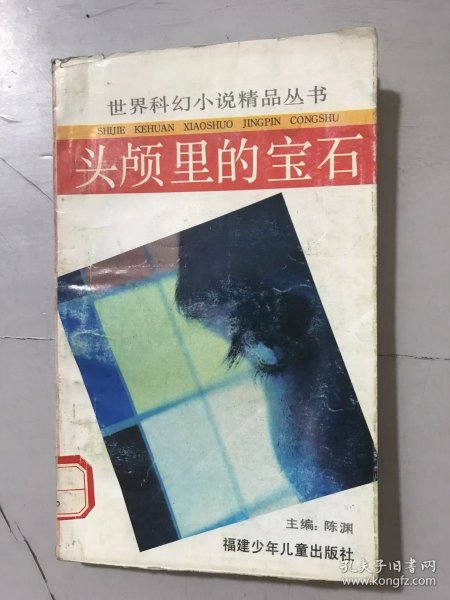 世界科幻小说精品丛书
SHIJIE KEHUAN XIAOSHUO JINGPIN CONGSHU
头颅里的宝石
主编：陈渊
福建少年儿童出版社
孔夫子旧书网
www.kongfz.com